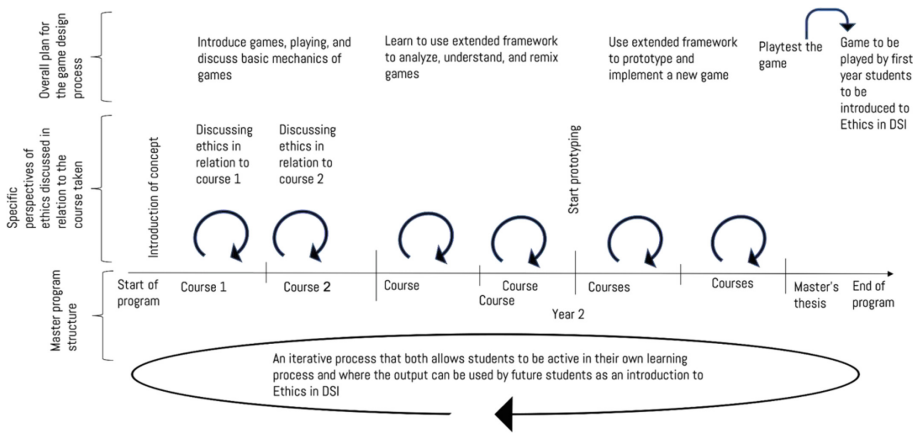 Overall plan for
the game design
process
Introduce games, playing, and
discuss basic mechanics of
games
Learn to use extended framework
to analyze, understand, and remix
games
Use extended framework
to prototype and
implement a new game
Playtest the
game
Game to be
played by first
year students
to be
introduced to
Ethics in DSI
Specific
perspectives of
ethics discussed in
relation to the
course taken
Introduction of concept
Discussing
ethics in
relation to
course 1
Discussing
ethics in
relation to
course 2
Start prototyping
Master program
structure
Start of
program
Course 1
Course 2
Course
Course
Course
Courses
Year 2
Courses
Master's
thesis
End of
program
An iterative process that both allows students to be active in their own learning
process and where the output can be used by future students as an introduction to
Ethics in DSI